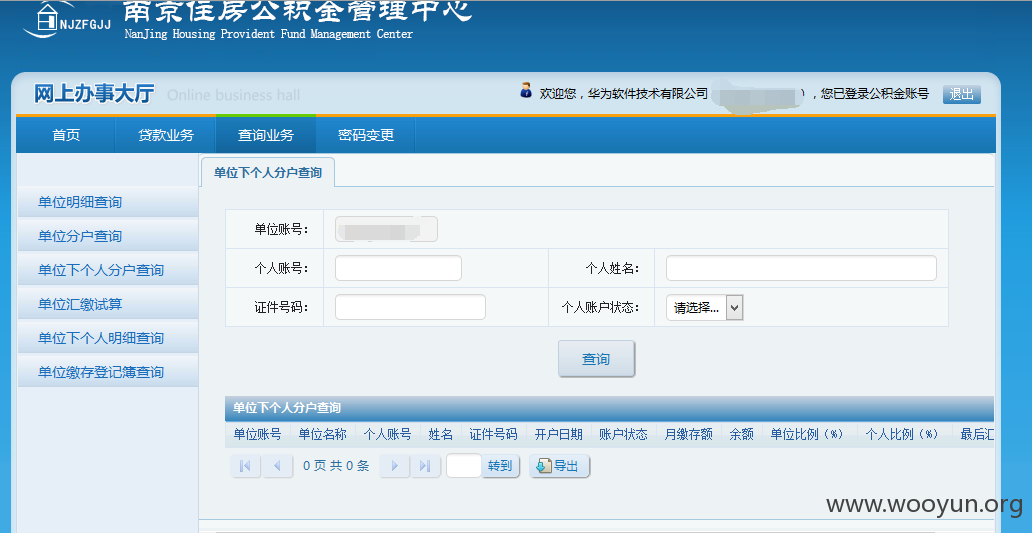 南京住房公积金管理中心
NJZFGJJ
NanJing Housing Provident Fund Management Center
网上办事大厅 Online business hall
欢迎您，华为软件技术有限公司 ），您已登录公积金账号 退出
首页 贷款业务 查询业务 密码变更
单位下个人分户查询
单位明细查询
单位分户查询
单位下个人分户查询
单位汇缴试算
单位下个人明细查询
单位缴存登记簿查询
单位账号：
个人账号： 个人姓名：
证件号码： 个人账户状态： 请选择...
查询
单位下个人分户查询
单位账号 单位名称 个人账号 姓名 证件号码 开户日期 账户状态 月缴存额 余额 单位比例（%） 个人比例（%） 最后汇
0 页 共 0 条 转到 导出
www.wooyun.org